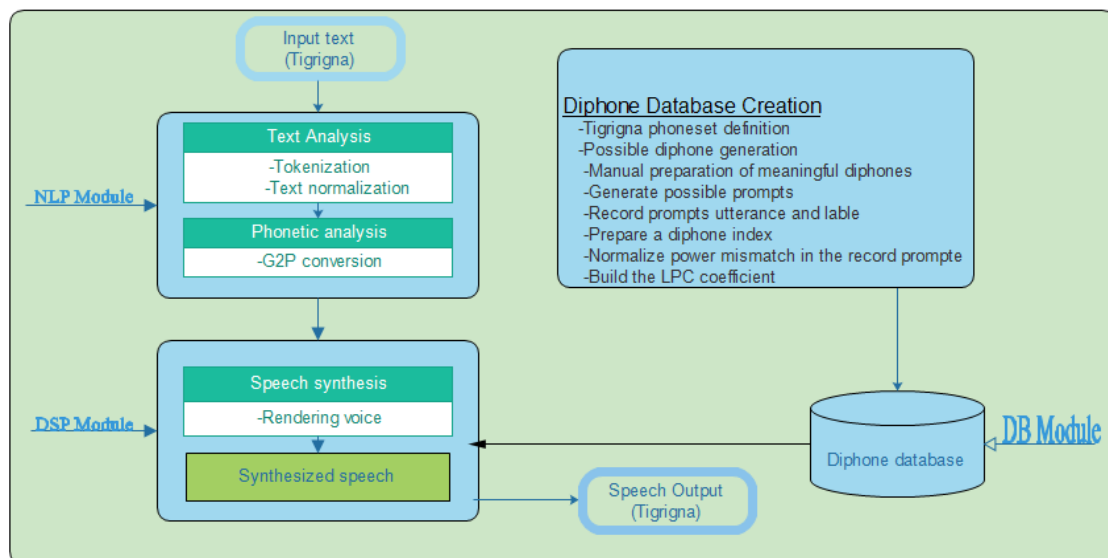 Input text
(Tigrigna)
Text Analysis
-Tokenization
-Text normalization
NLP Module
Phonetic analysis
-G2P conversion
Diphone Database Creation
-Tigrigna phoneset definition
-Possible diphone generation
-Manual preparation of meaningful diphones
-Generate possible prompts
-Record prompts utterance and lable
-Prepare a diphone index
-Normalize power mismatch in the record prompte
-Build the LPC coefficient
Speech synthesis
-Rendering voice
DSP Module
Synthesized speech
Speech Output
(Tigrigna)
Diphone database
DB Module